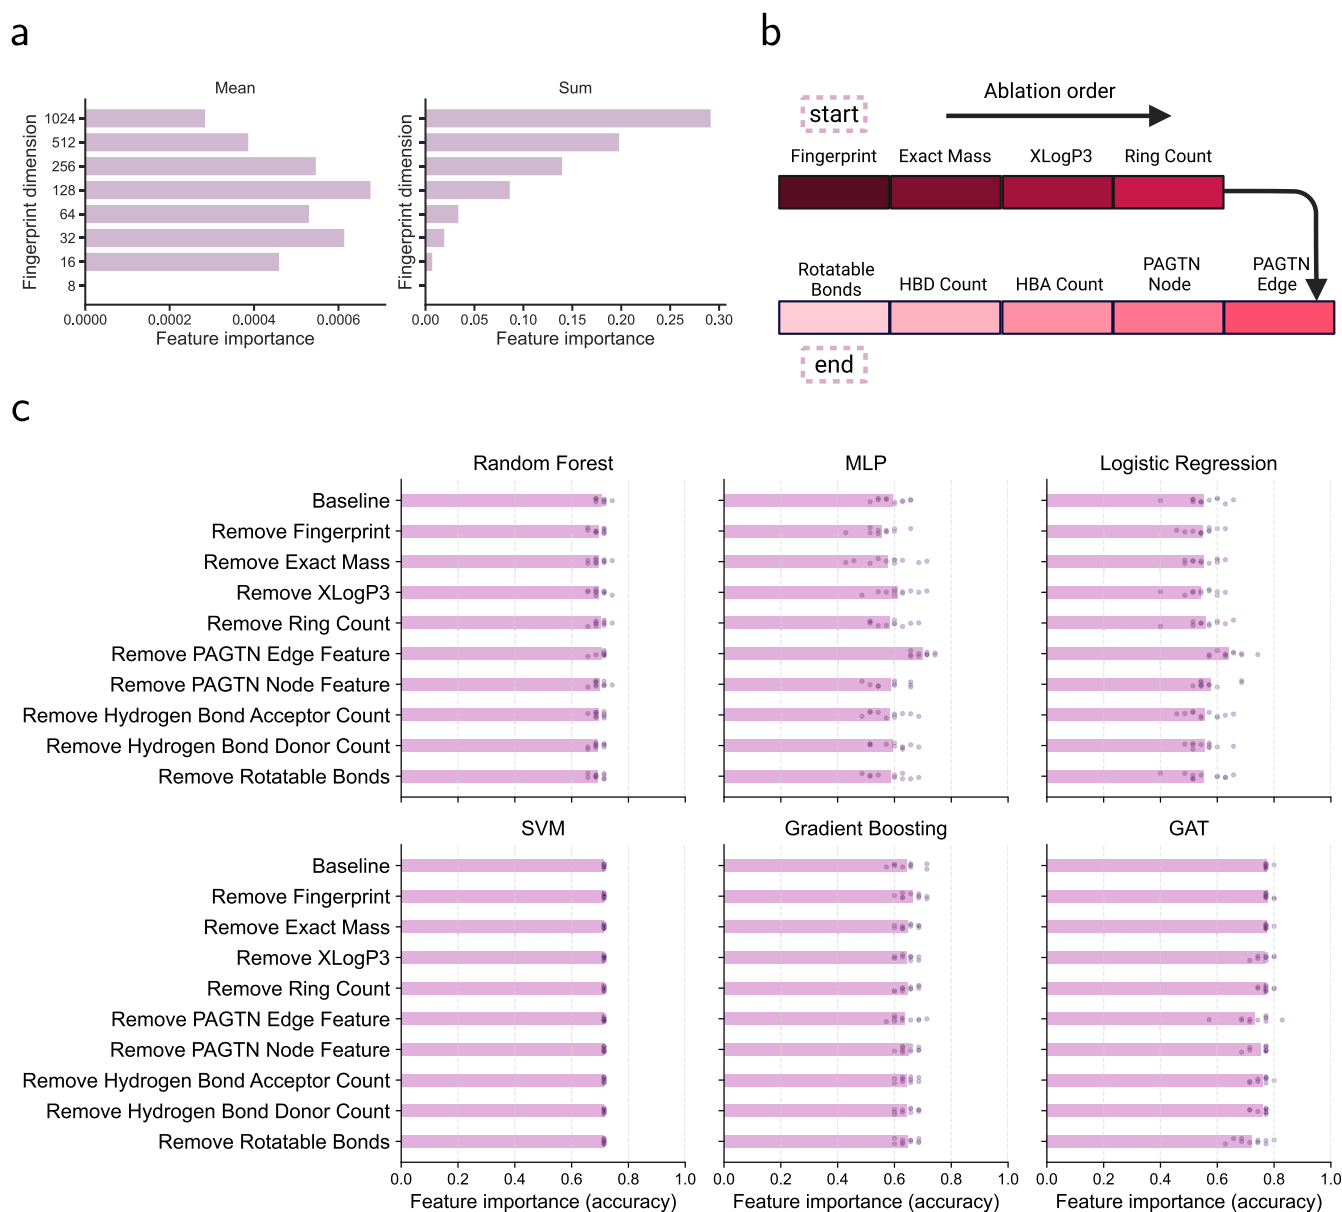 a
Mean
Fingerprint dimension
1024
512
256
128
64
32
16
8
0.0000 0.0002 0.0004 0.0006
Feature importance
Sum
Fingerprint dimension
0.00 0.05 0.10 0.15 0.20 0.25 0.30
Feature importance
b
start
Ablation order
Fingerprint Exact Mass XLogP3 Ring Count
Rotatable
Bonds
HBD Count
HBA Count
PAGTN
Node
PAGTN
Edge
end
c
Random Forest MLP Logistic Regression
Baseline
Remove Fingerprint
Remove Exact Mass
Remove XLogP3
Remove Ring Count
Remove PAGTN Edge Feature
Remove PAGTN Node Feature
Remove Hydrogen Bond Acceptor Count
Remove Hydrogen Bond Donor Count
Remove Rotatable Bonds
SVM Gradient Boosting GAT
Baseline
Remove Fingerprint
Remove Exact Mass
Remove XLogP3
Remove Ring Count
Remove PAGTN Edge Feature
Remove PAGTN Node Feature
Remove Hydrogen Bond Acceptor Count
Remove Hydrogen Bond Donor Count
Remove Rotatable Bonds
0.0 0.2 0.4 0.6 0.8 1.0 0.0 0.2 0.4 0.6 0.8 1.0 0.0 0.2 0.4 0.6 0.8 1.0
Feature importance (accuracy) Feature importance (accuracy) Feature importance (accuracy)